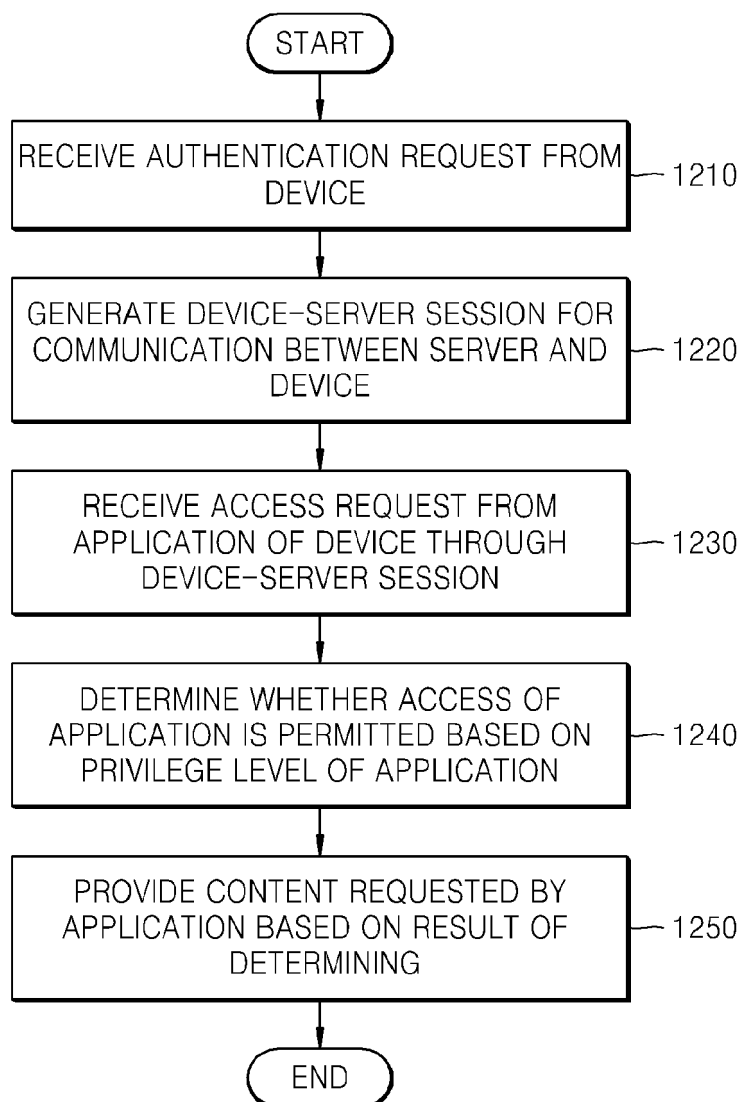 START
RECEIVE AUTHENTICATION REQUEST FROM
DEVICE
1210
GENERATE DEVICE-SERVER SESSION FOR
COMMUNICATION BETWEEN SERVER AND
DEVICE
1220
RECEIVE ACCESS REQUEST FROM
APPLICATION OF DEVICE THROUGH
DEVICE-SERVER SESSION
1230
DETERMINE WHETHER ACCESS OF
APPLICATION IS PERMITTED BASED ON
PRIVILEGE LEVEL OF APPLICATION
1240
PROVIDE CONTENT REQUESTED BY
APPLICATION BASED ON RESULT OF
DETERMINING
1250
END